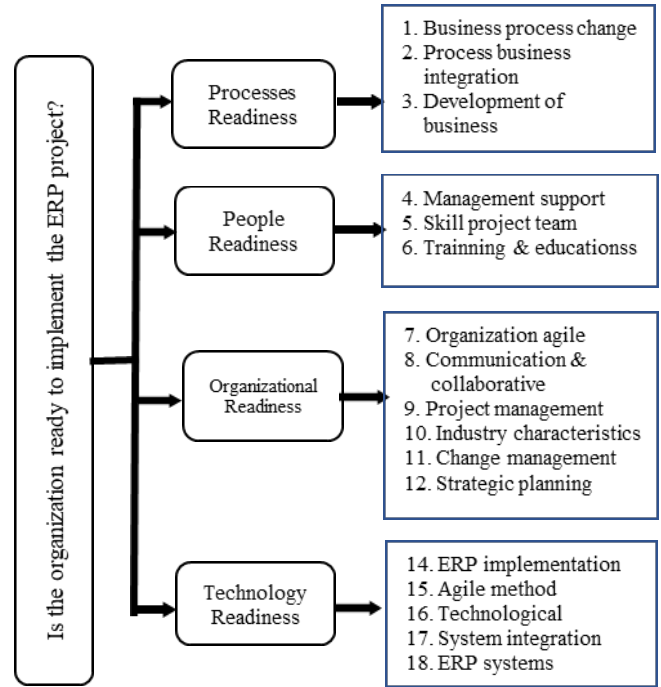 Is the organization ready to implement the ERP project?
Processes
Readiness
1. Business process change
2. Process business
integration
3. Development of
business
People
Readiness
4. Management support
5. Skill project team
6. Trainning & educationss
Organizational
Readiness
7. Organization agile
8. Communication &
collaborative
9. Project management
10. Industry characteristics
11. Change management
12. Strategic planning
Technology
Readiness
14. ERP implementation
15. Agile method
16. Technological
17. System integration
18. ERP systems